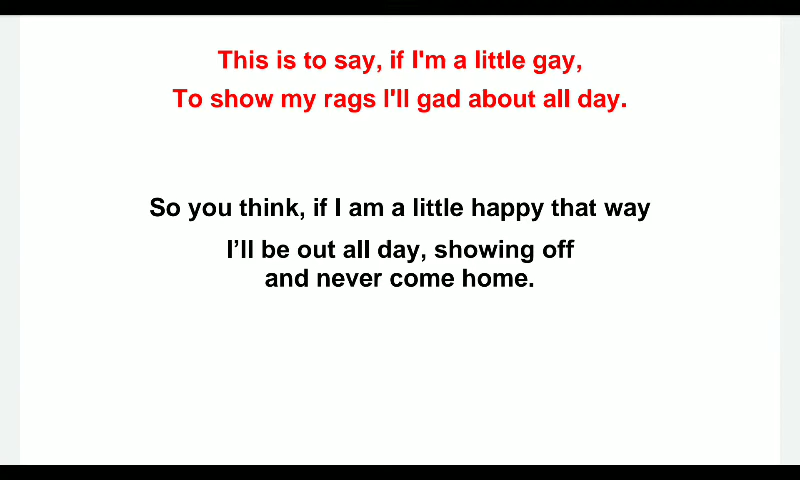 This is to say, if I'm a little gay,
To show my rags I'll gad about all day.
So you think, if I am a little happy that way
I’ll be out all day, showing off
and never come home.